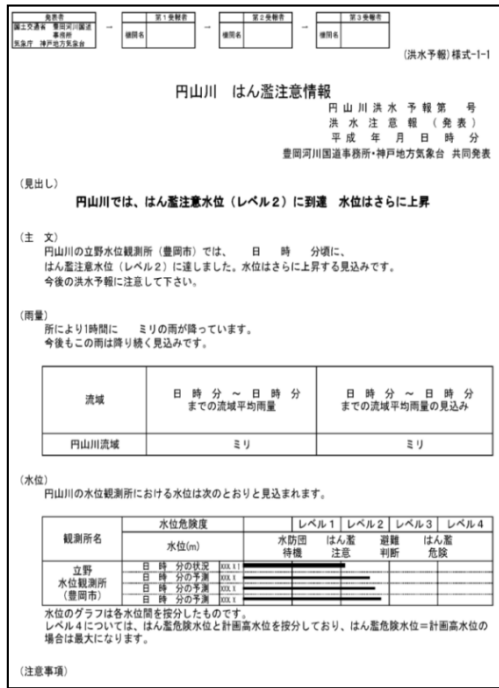 発表者
国土交通省 豊岡河川国道事務所
気象庁 神戸地方気象台
→
第1受報者
機関名
→
第2受報者
機関名
→
第3受報者
機関名
(洪水予報)様式-1-1
円山川 はん濫注意情報
円山川洪水予報第 号
洪水注意報(発表)
平成 年 月 日 時 分
豊岡河川国道事務所・神戸地方気象台 共同発表
(見出し)
円山川では、はん濫注意水位(レベル2)に到達 水位はさらに上昇
(主 文)
円山川の立野水位観測所(豊岡市)では、 日 時 分頃に、
はん濫注意水位(レベル2)に達しました。水位はさらに上昇する見込みです。
今後の洪水予報に注意して下さい。
(雨量)
所により1時間に ミリの雨が降っています。
今後もこの雨は降り続く見込みです。
流域
日 時 分 ~ 日 時 分
までの流域平均雨量
日 時 分 ~ 日 時 分
までの流域平均雨量の見込み
円山川流域 ミリ ミリ
(水位)
円山川の水位観測所における水位は次のとおりと見込まれます。
観測所名
水位危険度 レベル1 レベル2 レベル3 レベル4
水位(m)
水防団待機 はん濫注意 避難判断 はん濫危険
立野
水位観測所
(豊岡市)
日 時 分の状況
日 時 分の予測
日 時 分の予測
日 時 分の予測
水位のグラフは各水位間を按分したものです。
レベル4については、はん濫危険水位と計画高水位を按分しており、はん濫危険水位=計画高水位の
場合は最大になります。
(注意事項)